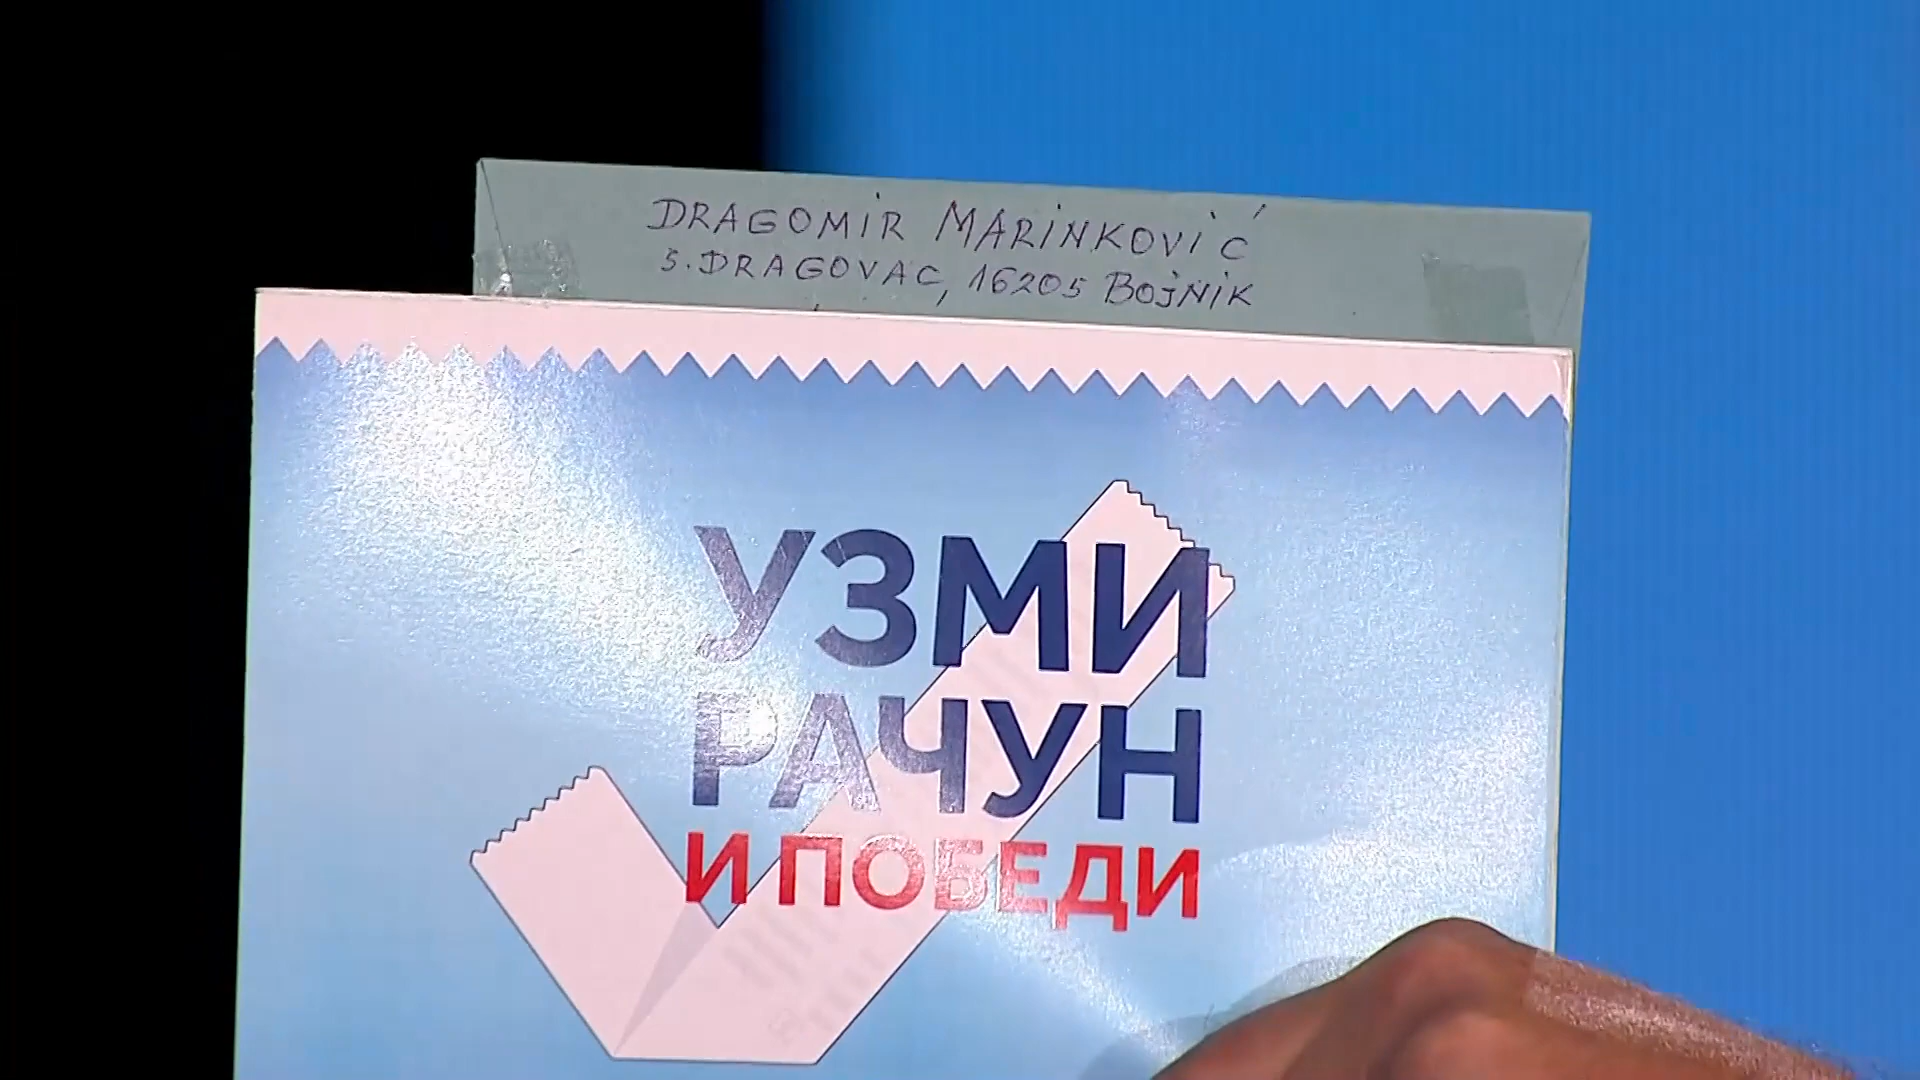 DRAGOMIR MARINKOVIĆ
S. DRAGOVAC, 16205 BOJNIK
УЗМИ
РАЧУН
И ПОБЕДИ